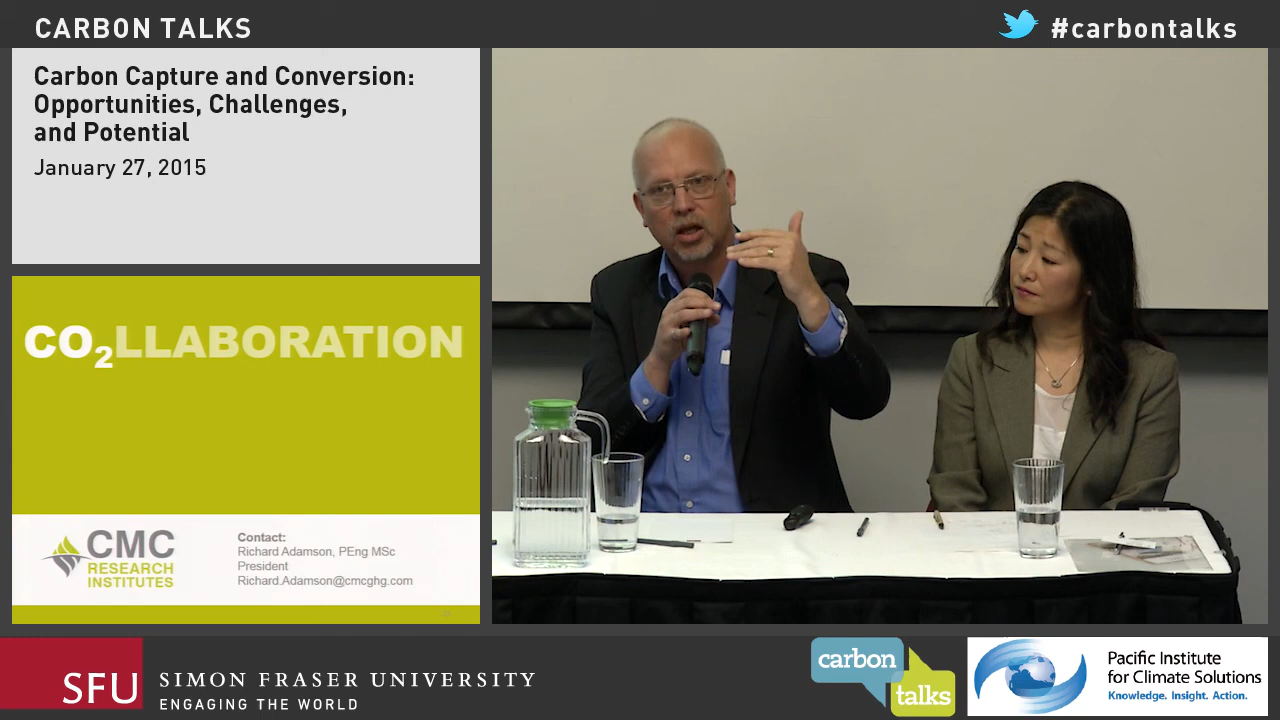 CARBON TALKS
#carbontalks
Carbon Capture and Conversion:
Opportunities, Challenges,
and Potential
January 27, 2015
CO2LLABORATION
CMC
RESEARCH
INSTITUTES
Contact:
Richard Adamson, PEng MSc
President
Richard.Adamson@cmcghg.com
SFU
SIMON FRASER UNIVERSITY
ENGAGING THE WORLD
carbon
talks
Pacific Institute
for Climate Solutions
Knowledge. Insight. Action.